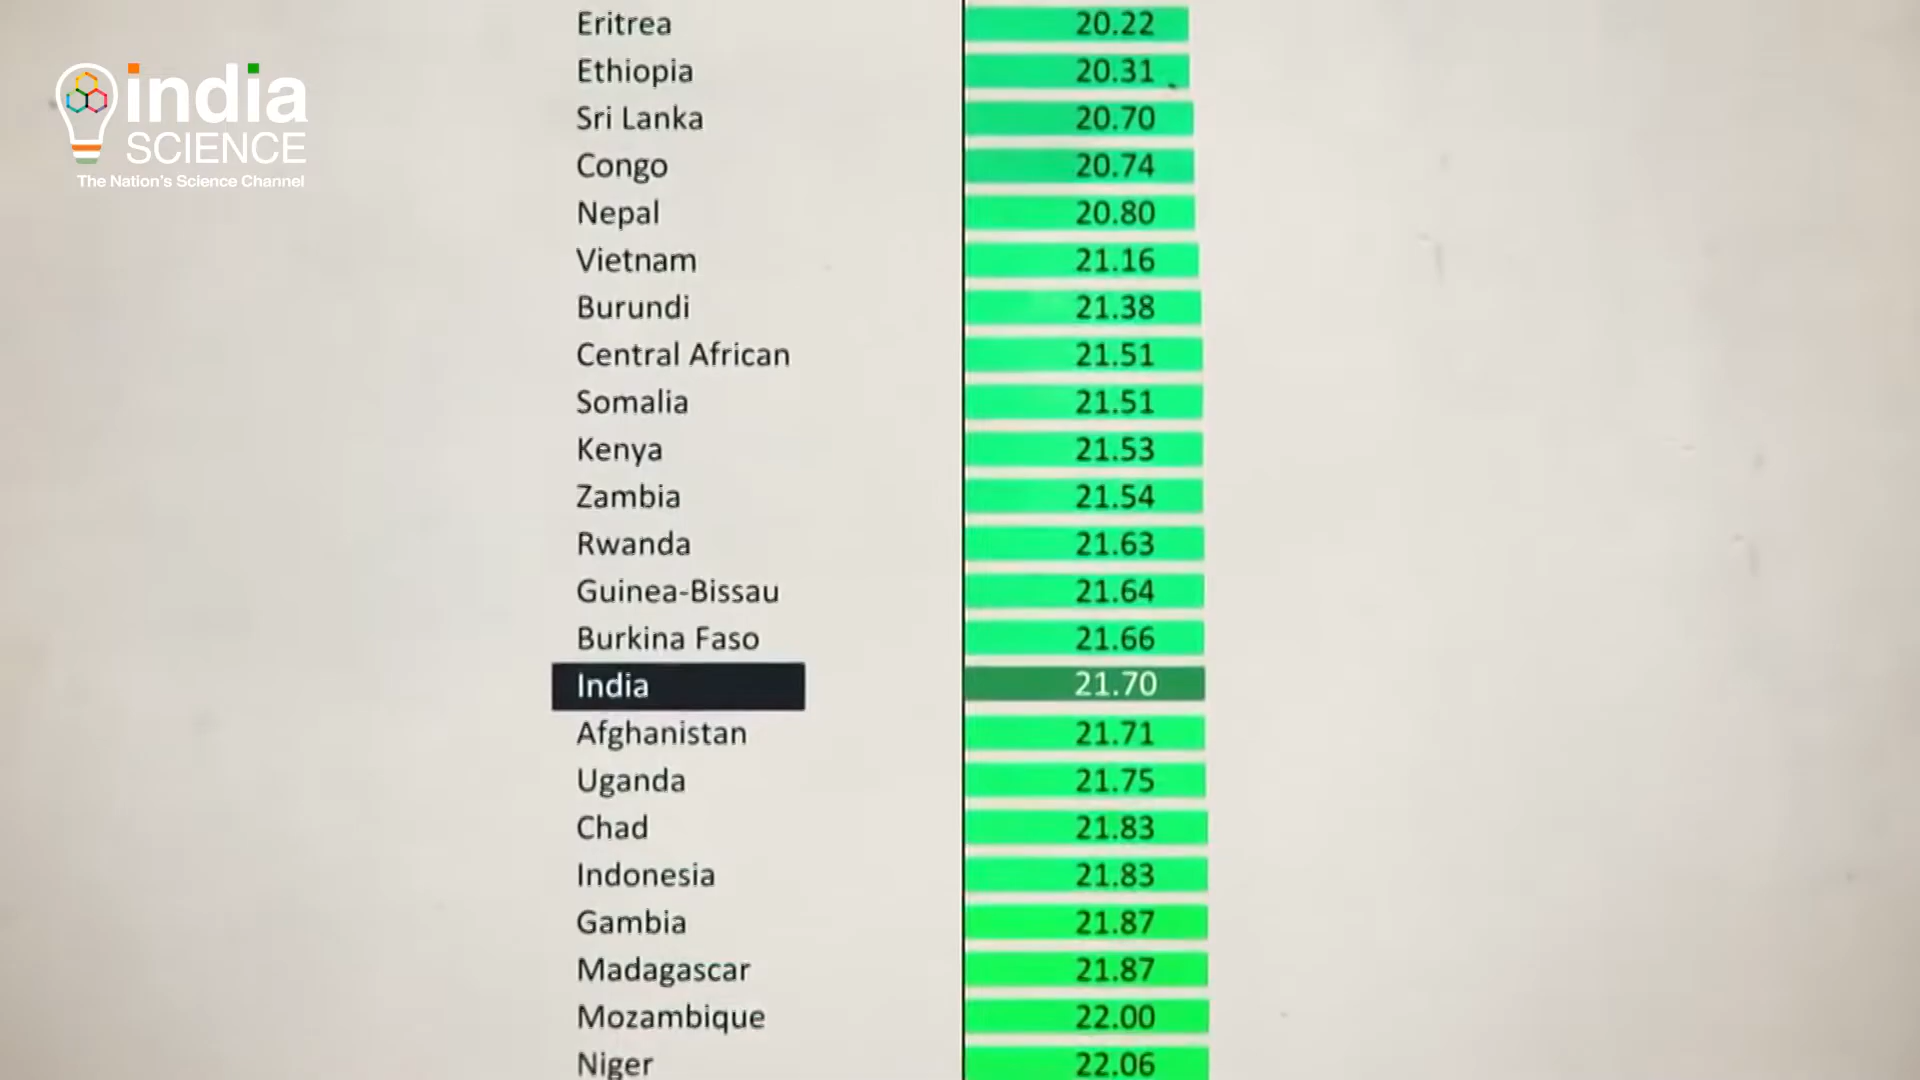 india
SCIENCE
The Nation's Science Channel
Eritrea 20.22
Ethiopia 20.31
Sri Lanka 20.70
Congo 20.74
Nepal 20.80
Vietnam 21.16
Burundi 21.38
Central African 21.51
Somalia 21.51
Kenya 21.53
Zambia 21.54
Rwanda 21.63
Guinea-Bissau 21.64
Burkina Faso 21.66
India 21.70
Afghanistan 21.71
Uganda 21.75
Chad 21.83
Indonesia 21.83
Gambia 21.87
Madagascar 21.87
Mozambique 22.00
Niger 22.06